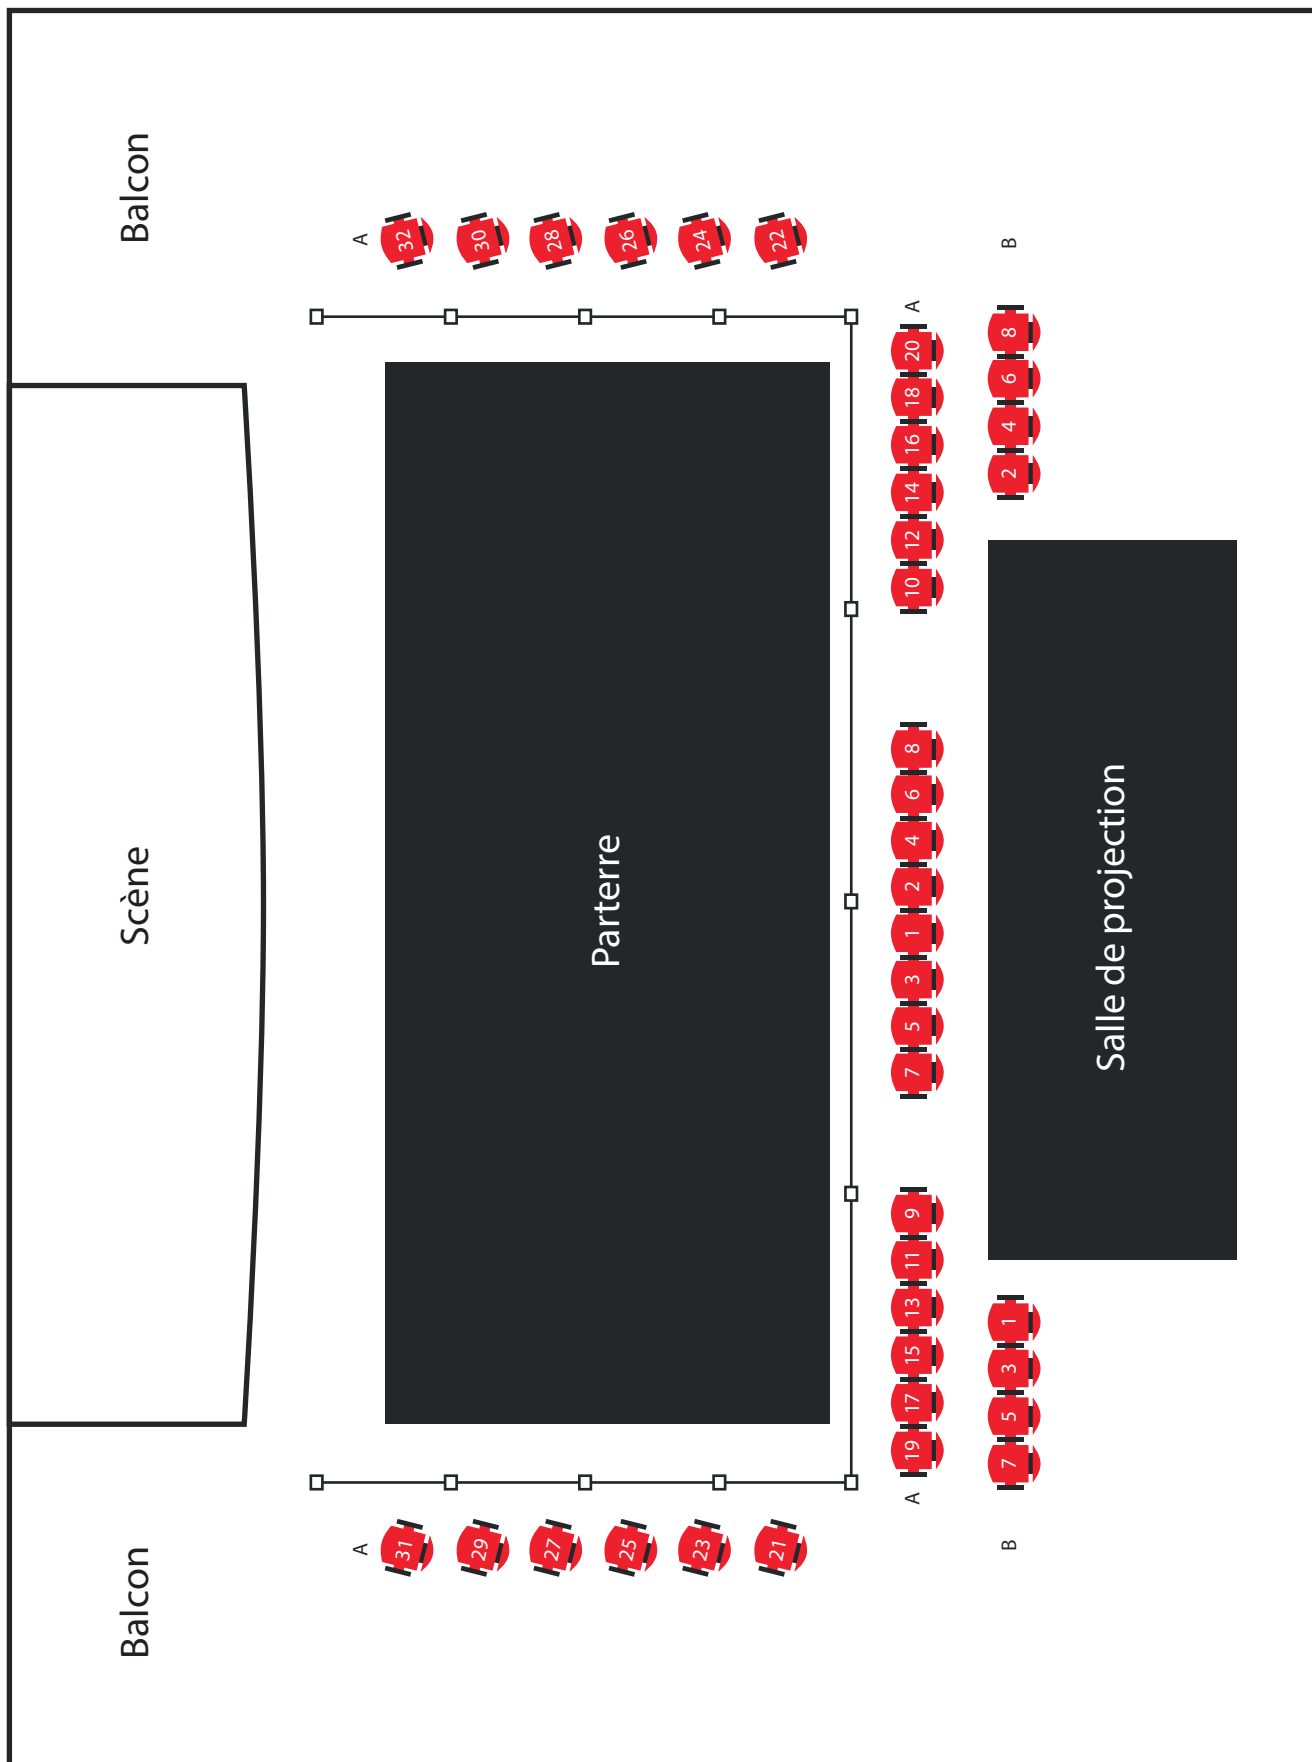 Balcon
Scène
Balcon
A 31 29 27 25 23 21
A 32 30 28 26 24 22
Parterre
A 19 17 15 13 11 9 7 5 3 1 2 4 6 8 10 12 14 16 18 20 A
B 7 5 3 1 2 4 6 8 B
Salle de projection